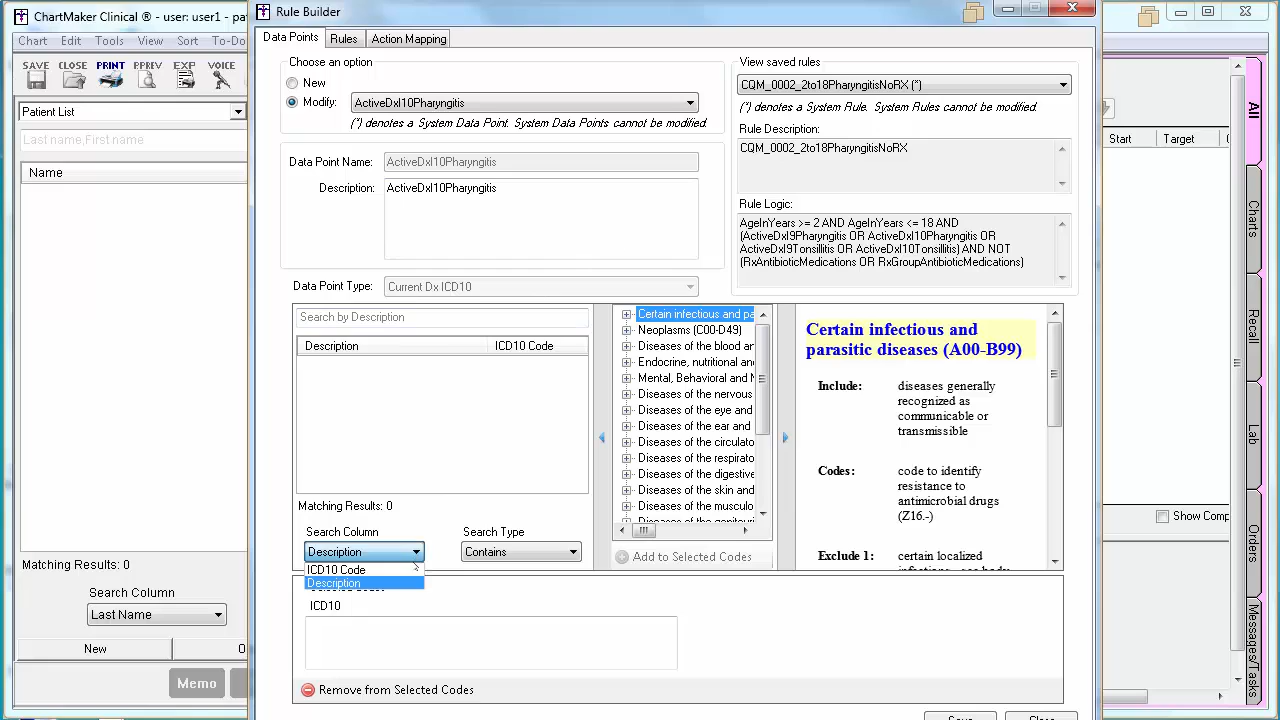 ChartMaker Clinical ® - user: user1 - pa
Chart Edit Tools View Sort To-Do
SAVE CLOSE PRINT PPREV EXP VOICE
Patient List
Last name,First name
Name
Matching Results: 0
Search Column
Last Name
New
Memo
Rule Builder
Data Points Rules Action Mapping
Choose an option
New
Modify: ActiveDxI10Pharyngitis
(*) denotes a System Data Point. System Data Points cannot be modified.
Data Point Name: ActiveDxI10Pharyngitis
Description: ActiveDxI10Pharyngitis
Data Point Type: Current Dx ICD10
View saved rules
CQM_0002_2to18PharyngitisNoRX (*)
(*) denotes a System Rule. System Rules cannot be modified.
Rule Description:
CQM_0002_2to18PharyngitisNoRX
Rule Logic:
AgeInYears >= 2 AND AgeInYears <= 18 AND
(ActiveDxI9Pharyngitis OR ActiveDxI10Pharyngitis OR
ActiveDxI9Tonsillitis OR ActiveDxI10Tonsillitis) AND NOT
(RxAntibioticMedications OR RxGroupAntibioticMedications)
Search by Description
Description ICD10 Code
Matching Results: 0
Search Column Search Type
Description Contains
ICD10 Code
Description
Certain infectious and pa
Neoplasms (C00-D49)
Diseases of the blood ar
Endocrine, nutritional anc
Mental, Behavioral and N
Diseases of the nervous
Diseases of the eye and
Diseases of the ear and
Diseases of the circulato
Diseases of the respirato
Diseases of the digestive
Diseases of the skin and
Diseases of the musculo
Add to Selected Codes
Certain infectious and
parasitic diseases (A00-B99)
Include: diseases generally
recognized as
communicable or
transmissible
Codes: code to identify
resistance to
antimicrobial drugs
(Z16.-)
Exclude 1: certain localized
ICD10
Remove from Selected Codes
Start Target
Show Comp
All
Charts
Recall
Lab
Orders
Messages/Tasks